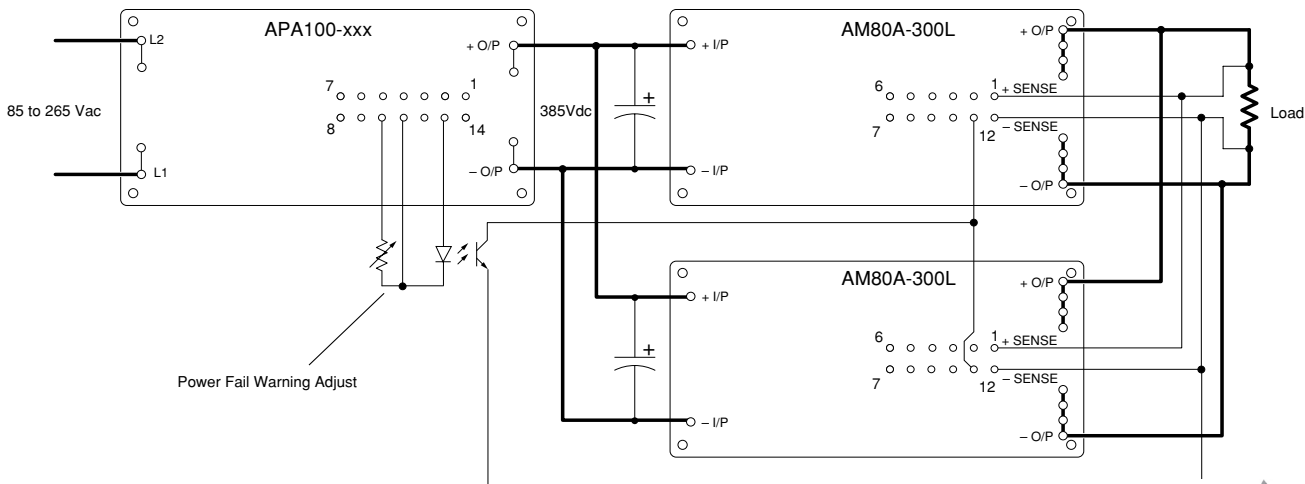 APA100-xxx
AM80A-300L
L2
+ O/P
+ I/P
+ O/P
7
1
6
1
+ SENSE
85 to 265 Vac
8
14
385Vdc
+
7
12
– SENSE
Load
L1
– O/P
– I/P
– O/P
AM80A-300L
+ I/P
+ O/P
6
1
+ SENSE
+
7
12
– SENSE
Power Fail Warning Adjust
– I/P
– O/P